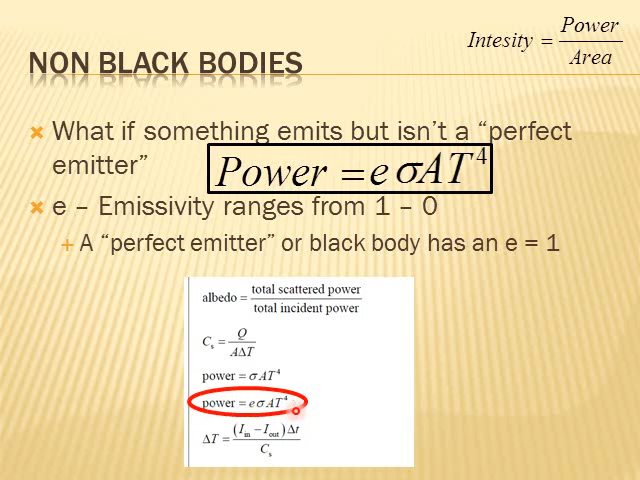 Intesity = Power / Area
NON BLACK BODIES
What if something emits but isn't a "perfect
emitter"
Power = e σAT⁴
e – Emissivity ranges from 1 – 0
A "perfect emitter" or black body has an e = 1
albedo = total scattered power / total incident power
Cₛ = Q / AΔT
power = σAT⁴
power = eσAT⁴
ΔT = (Iᵢₙ − Iₒᵤₜ)Δt / Cₛ